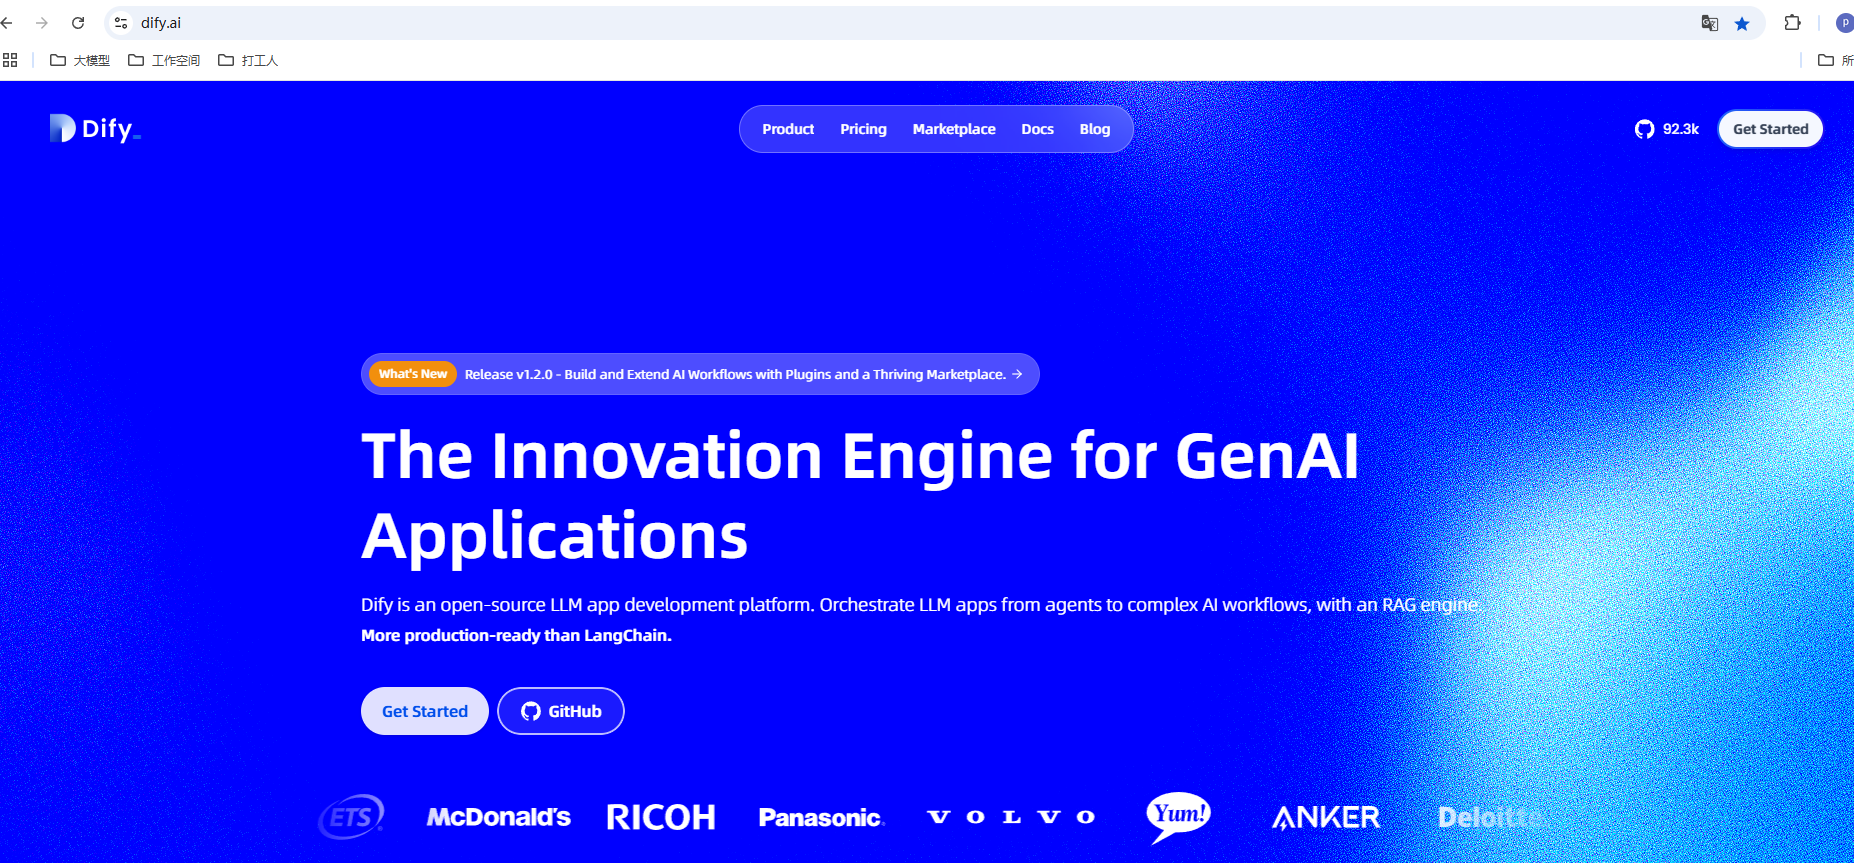 dify.ai
大模型 工作空间 打工人 所
Dify_
Product Pricing Marketplace Docs Blog
92.3k Get Started
What's New Release v1.2.0 - Build and Extend AI Workflows with Plugins and a Thriving Marketplace. →
The Innovation Engine for GenAI
Applications
Dify is an open-source LLM app development platform. Orchestrate LLM apps from agents to complex AI workflows, with an RAG engine.
More production-ready than LangChain.
Get Started GitHub
ETS McDonald's RICOH Panasonic VOLVO Yum! ANKER Deloitte